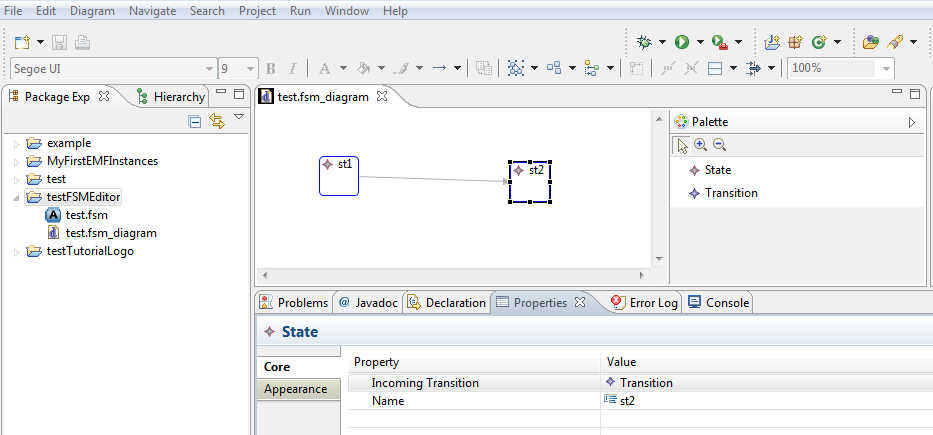 File Edit Diagram Navigate Search Project Run Window Help
Segoe UI 9 B I A 100%
Package Exp Hierarchy
test.fsm_diagram
example
MyFirstEMFInstances
test
testFSMEditor
test.fsm
test.fsm_diagram
testTutorialLogo
st1
st2
Palette
State
Transition
Problems @ Javadoc Declaration Properties Error Log Console
State
Core
Appearance
Property Value
Incoming Transition Transition
Name st2